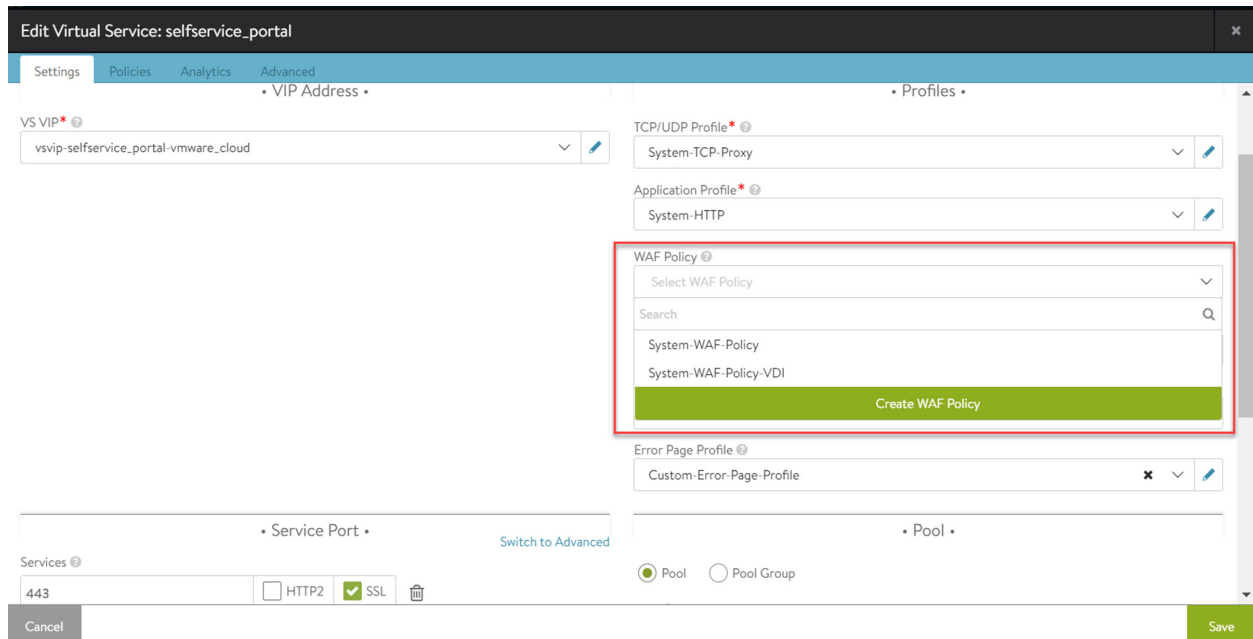 Edit Virtual Service: selfservice_portal
Settings Policies Analytics Advanced
• VIP Address •
VS VIP*
vsvip-selfservice_portal-vmware_cloud
• Profiles •
TCP/UDP Profile*
System-TCP-Proxy
Application Profile*
System-HTTP
WAF Policy
Select WAF Policy
Search
System-WAF-Policy
System-WAF-Policy-VDI
Create WAF Policy
Error Page Profile
Custom-Error-Page-Profile
• Service Port •
Switch to Advanced
Services
443 HTTP2 SSL
• Pool •
Pool Pool Group
Cancel Save